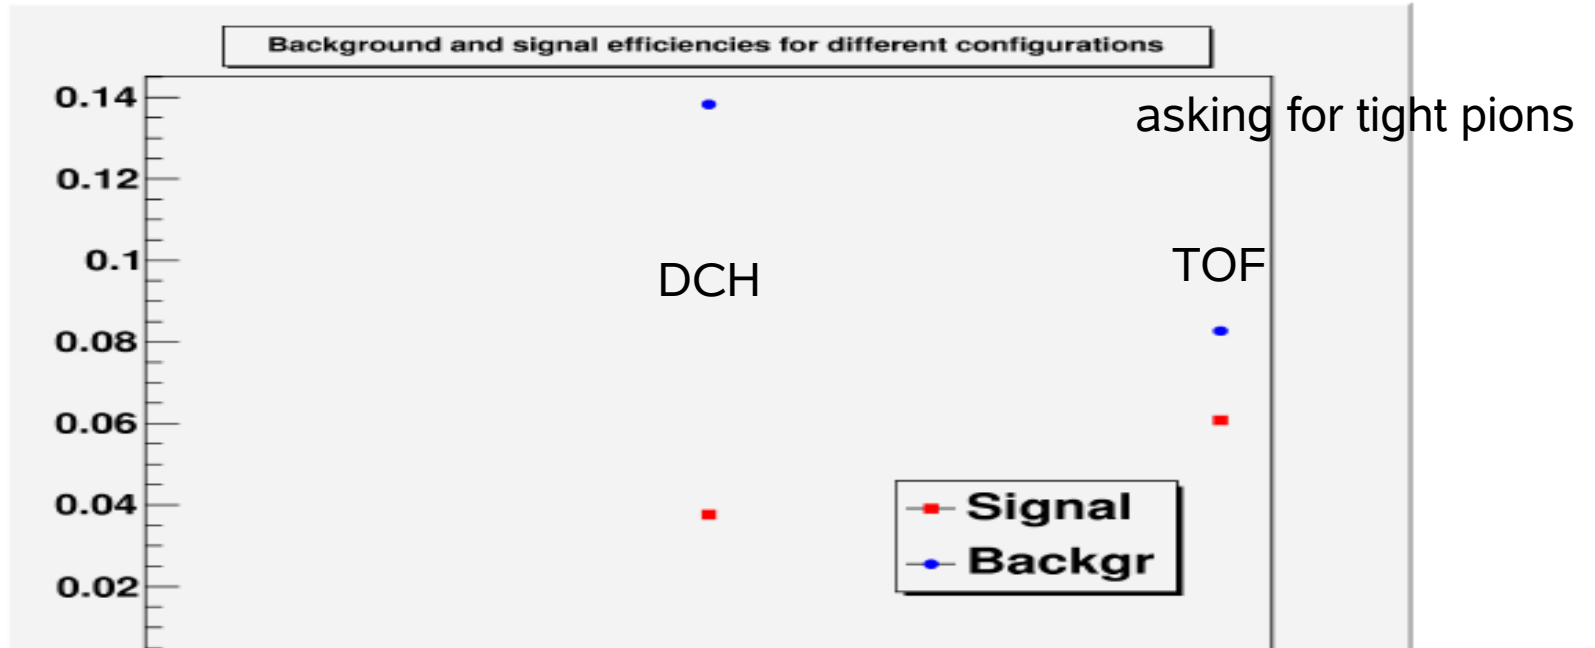 Background and signal efficiencies for different configurations
0.14
asking for tight pions
0.12
0.1
DCH
TOF
0.08
0.06
0.04
Signal
Backgr
0.02